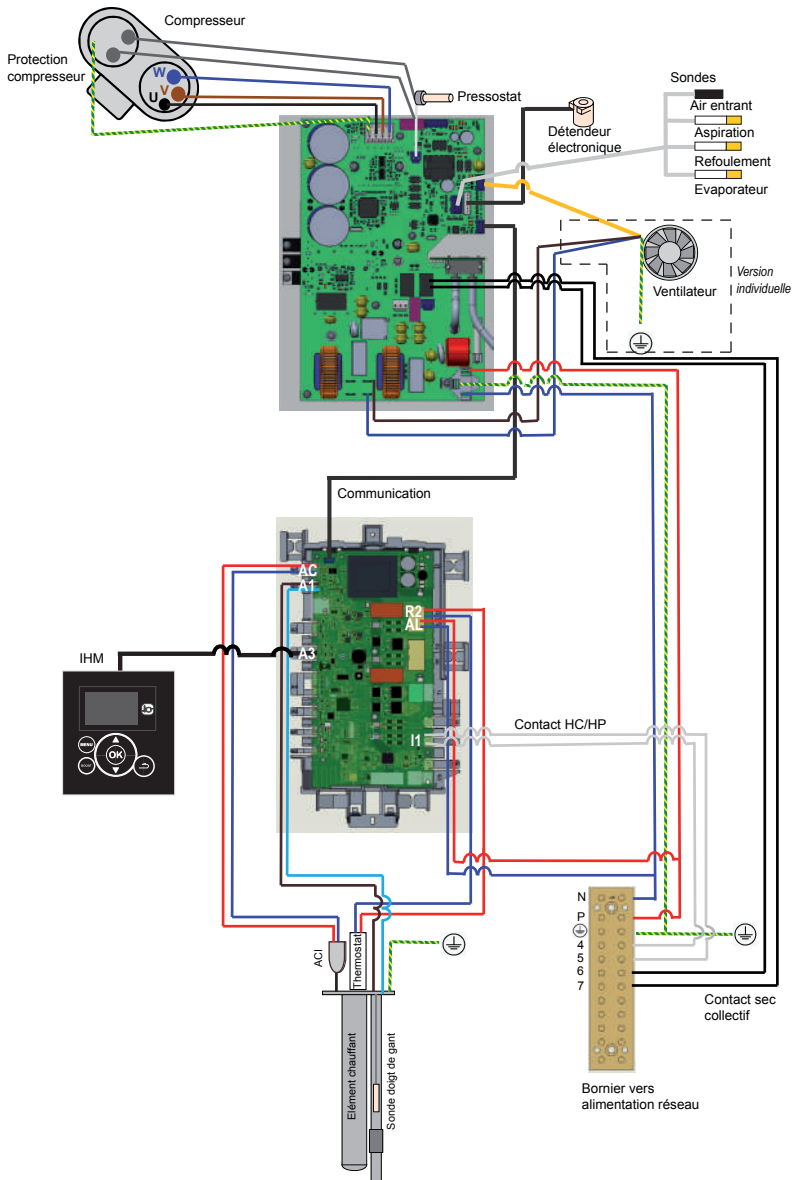 Compresseur
Protection
compresseur
W
V
U
Pressostat
Sondes
Air entrant
Aspiration
Refoulement
Evaporateur
Détendeur
électronique
Ventilateur
Version
individuelle
Communication
AC
A1
R2
AL
A3
I1
IHM
MENU
OK
BOOST
Contact HC/HP
N
P
4
5
6
7
Contact sec
collectif
Bornier vers
alimentation réseau
ACI
Thermostat
Elément chauffant
Sonde doigt de gant